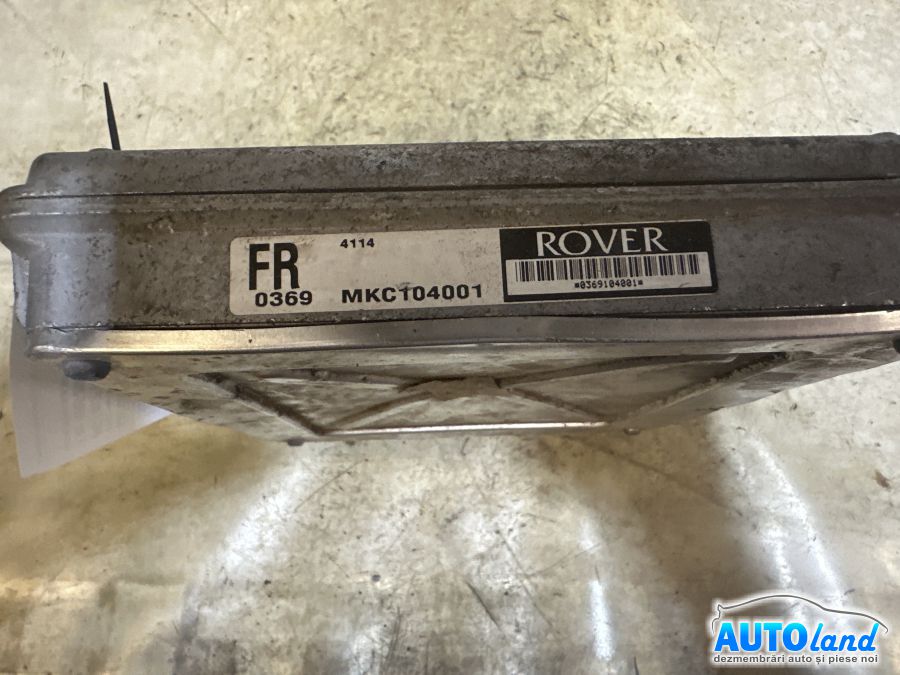 FR
4114
0369
MKC104001
ROVER
*0369104001*
AUTOland
dezmembrări auto și piese noi